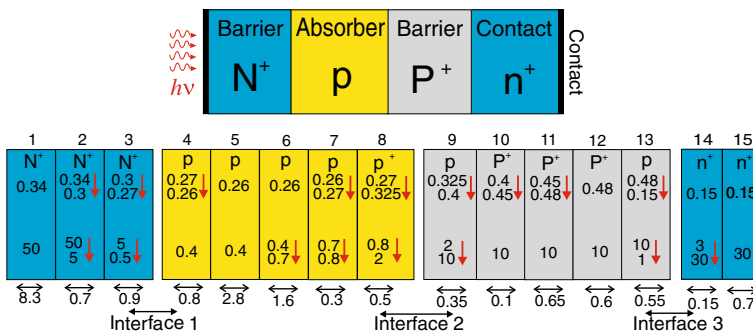 Barrier Absorber Barrier Contact
N+ p P+ n+
hν
Contact
1 2 3 4 5 6 7 8 9 10 11 12 13 14 15
N+ N+ N+ p p p p p+ p P+ P+ P+ p n+ n+
0.34 0.34 0.3 0.27 0.26 0.26 0.26 0.27 0.325 0.4 0.45 0.48 0.48 0.15 0.15
0.3 0.27 0.26 0.27 0.325 0.4 0.45 0.48 0.15
50 50 5 0.4 0.4 0.4 0.7 0.8 2 10 10 10 10 3 30
5 0.5 0.7 0.8 2 10 1 30
8.3 0.7 0.9 0.8 2.8 1.6 0.3 0.5 0.35 0.1 0.65 0.6 0.55 0.15 0.7
Interface 1 Interface 2 Interface 3